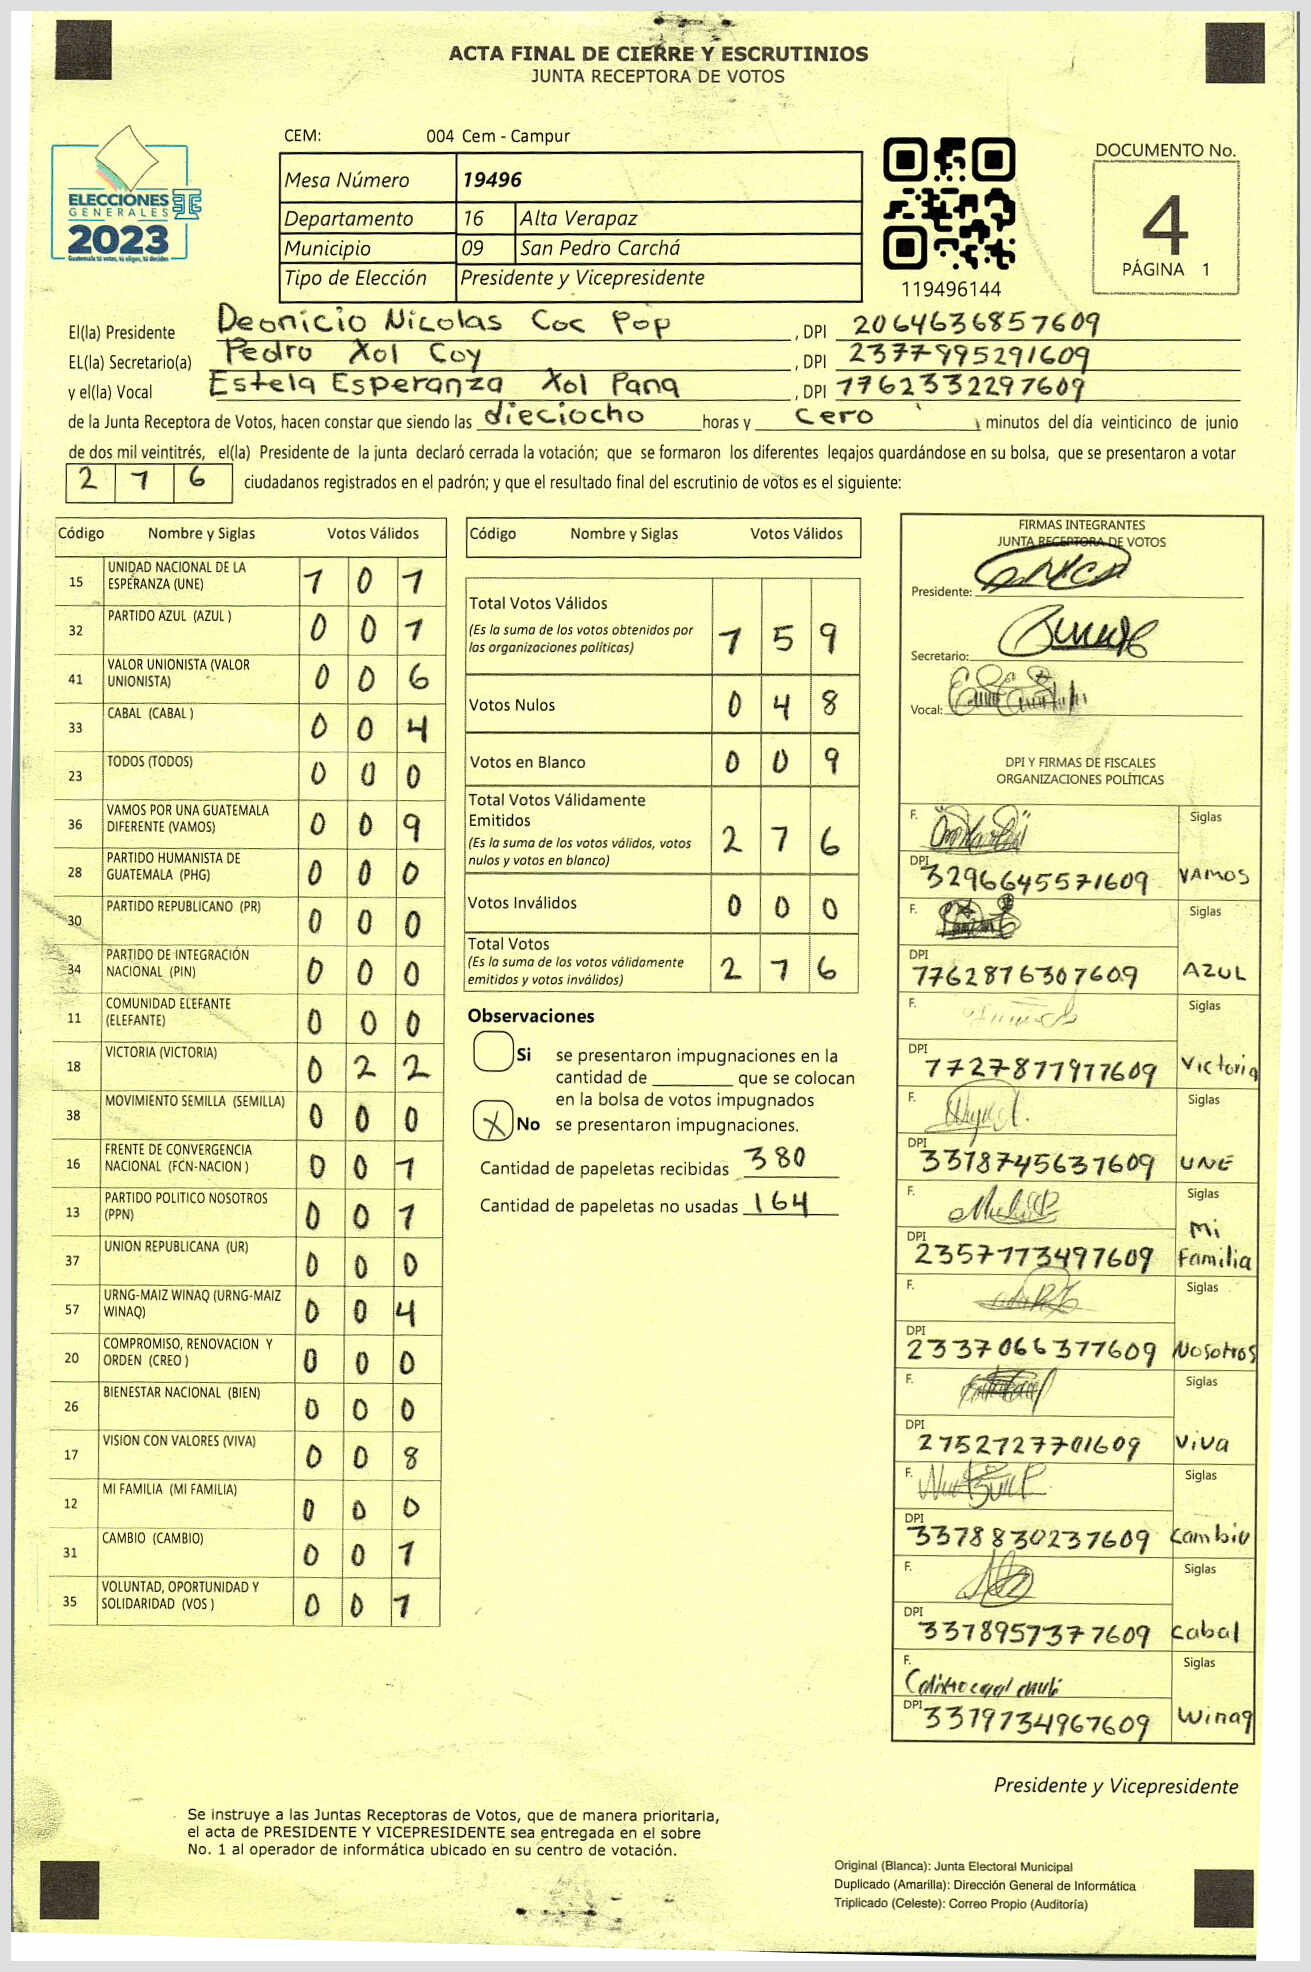 ACTA FINAL DE CIERRE Y ESCRUTINIOS
JUNTA RECEPTORA DE VOTOS
ELECCIONES
GENERALES
2023
Guatemala tú votas, tú eliges, tú decides
CEM: 004 Cem - Campur
Mesa Número 19496
Departamento 16 Alta Verapaz
Municipio 09 San Pedro Carchá
Tipo de Elección Presidente y Vicepresidente
119496144
DOCUMENTO No.
4
PÁGINA 1
El(la) Presidente Deonicio Nicolas Coc Pop, DPI 2064636857609
EL(la) Secretario(a) Pedro Xol Coy, DPI 2377995291609
y el(la) Vocal Estela Esperanza Xol Pana, DPI 1762332297609
de la Junta Receptora de Votos, hacen constar que siendo las dieciocho horas y cero minutos del día veinticinco de junio
de dos mil veintitrés, el(la) Presidente de la junta declaró cerrada la votación; que se formaron los diferentes legajos quardándose en su bolsa, que se presentaron a votar
2 7 6 ciudadanos registrados en el padrón; y que el resultado final del escrutinio de votos es el siguiente:
Código Nombre y Siglas Votos Válidos
15 UNIDAD NACIONAL DE LA ESPERANZA (UNE) 1 0 1
32 PARTIDO AZUL (AZUL ) 0 0 1
41 VALOR UNIONISTA (VALOR UNIONISTA) 0 0 6
33 CABAL (CABAL ) 0 0 4
23 TODOS (TODOS) 0 0 0
36 VAMOS POR UNA GUATEMALA DIFERENTE (VAMOS) 0 0 9
28 PARTIDO HUMANISTA DE GUATEMALA (PHG) 0 0 0
30 PARTIDO REPUBLICANO (PR) 0 0 0
34 PARTIDO DE INTEGRACIÓN NACIONAL (PIN) 0 0 0
11 COMUNIDAD ELEFANTE (ELEFANTE) 0 0 0
18 VICTORIA (VICTORIA) 0 2 2
38 MOVIMIENTO SEMILLA (SEMILLA) 0 0 0
16 FRENTE DE CONVERGENCIA NACIONAL (FCN-NACION ) 0 0 1
13 PARTIDO POLITICO NOSOTROS (PPN) 0 0 1
37 UNION REPUBLICANA (UR) 0 0 0
57 URNG-MAIZ WINAQ (URNG-MAIZ WINAQ) 0 0 4
20 COMPROMISO, RENOVACION Y ORDEN (CREO ) 0 0 0
26 BIENESTAR NACIONAL (BIEN) 0 0 0
17 VISION CON VALORES (VIVA) 0 0 8
12 MI FAMILIA (MI FAMILIA) 0 0 0
31 CAMBIO (CAMBIO) 0 0 1
35 VOLUNTAD, OPORTUNIDAD Y SOLIDARIDAD (VOS ) 0 0 1
Código Nombre y Siglas Votos Válidos
Total Votos Válidos
(Es la suma de los votos obtenidos por
las organizaciones políticas) 1 5 9
Votos Nulos 0 4 8
Votos en Blanco 0 0 9
Total Votos Válidamente
Emitidos
(Es la suma de los votos válidos, votos
nulos y votos en blanco) 2 7 6
Votos Inválidos 0 0 0
Total Votos
(Es la suma de los votos válidamente
emitidos y votos inválidos) 2 7 6
Observaciones
Si se presentaron impugnaciones en la
cantidad de ________ que se colocan
en la bolsa de votos impugnados
X No se presentaron impugnaciones.
Cantidad de papeletas recibidas 380
Cantidad de papeletas no usadas 164
FIRMAS INTEGRANTES
JUNTA RECEPTORA DE VOTOS
Presidente:
Secretario:
Vocal:
DPI Y FIRMAS DE FISCALES
ORGANIZACIONES POLÍTICAS
F. Siglas
DPI 3296645571609 VAMOS
F. Siglas
DPI 1762876307609 AZUL
F. Siglas
DPI 1727877977609 Victoria
F. Siglas
DPI 3378745637609 UNE
F. Siglas
DPI 2357773497609 Mi Familia
F. Siglas
DPI 2337066377609 Nosotros
F. Siglas
DPI 2752727701609 Viva
F. Siglas
DPI 3378830237609 Cambio
F. Siglas
DPI 3378957377609 Cabal
F. Siglas
DPI 3379734967609 Winaq
Presidente y Vicepresidente
Se instruye a las Juntas Receptoras de Votos, que de manera prioritaria,
el acta de PRESIDENTE Y VICEPRESIDENTE sea entregada en el sobre
No. 1 al operador de informática ubicado en su centro de votación.
Original (Blanca): Junta Electoral Municipal
Duplicado (Amarilla): Dirección General de Informática
Triplicado (Celeste): Correo Propio (Auditoría)